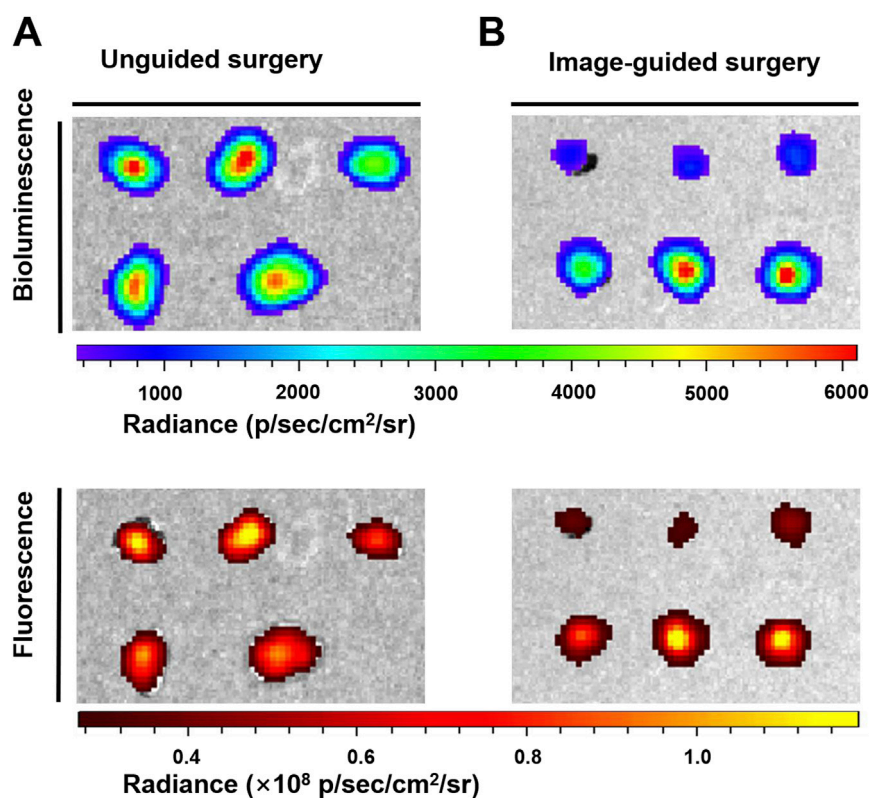 A
B
Unguided surgery
Image-guided surgery
Bioluminescence
1000 2000 3000 4000 5000 6000
Radiance (p/sec/cm²/sr)
Fluorescence
0.4 0.6 0.8 1.0
Radiance (×10⁸ p/sec/cm²/sr)